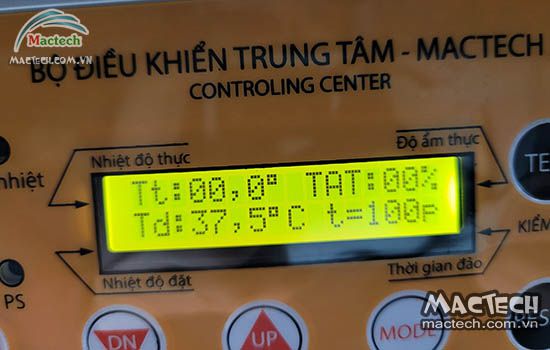 Mactech
MACTECH.COM.VN
BỘ ĐIỀU KHIỂN TRUNG TÂM - MACTECH
CONTROLING CENTER
Nhiệt độ thực
Độ ẩm thực
nhiệt
Tt:00,0° TAT:00%
Td:37,5°C t=100P
KIỂM
Nhiệt độ đặt
Thời gian đảo
PS
DN
UP
MODE
MACTECH
mactech.com.vn